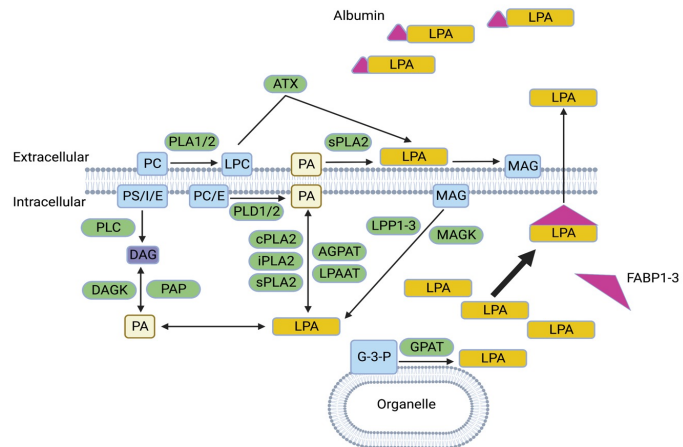 Albumin
LPA
LPA
LPA
ATX
LPA
PLA1/2
sPLA2
Extracellular
PC
LPC
PA
LPA
MAG
Intracellular
PS/I/E
PC/E
PA
MAG
PLD1/2
PLC
LPP1-3
MAGK
LPA
cPLA2
AGPAT
DAG
iPLA2
LPAAT
sPLA2
FABP1-3
DAGK
PAP
LPA
LPA
PA
LPA
LPA
G-3-P
GPAT
LPA
Organelle